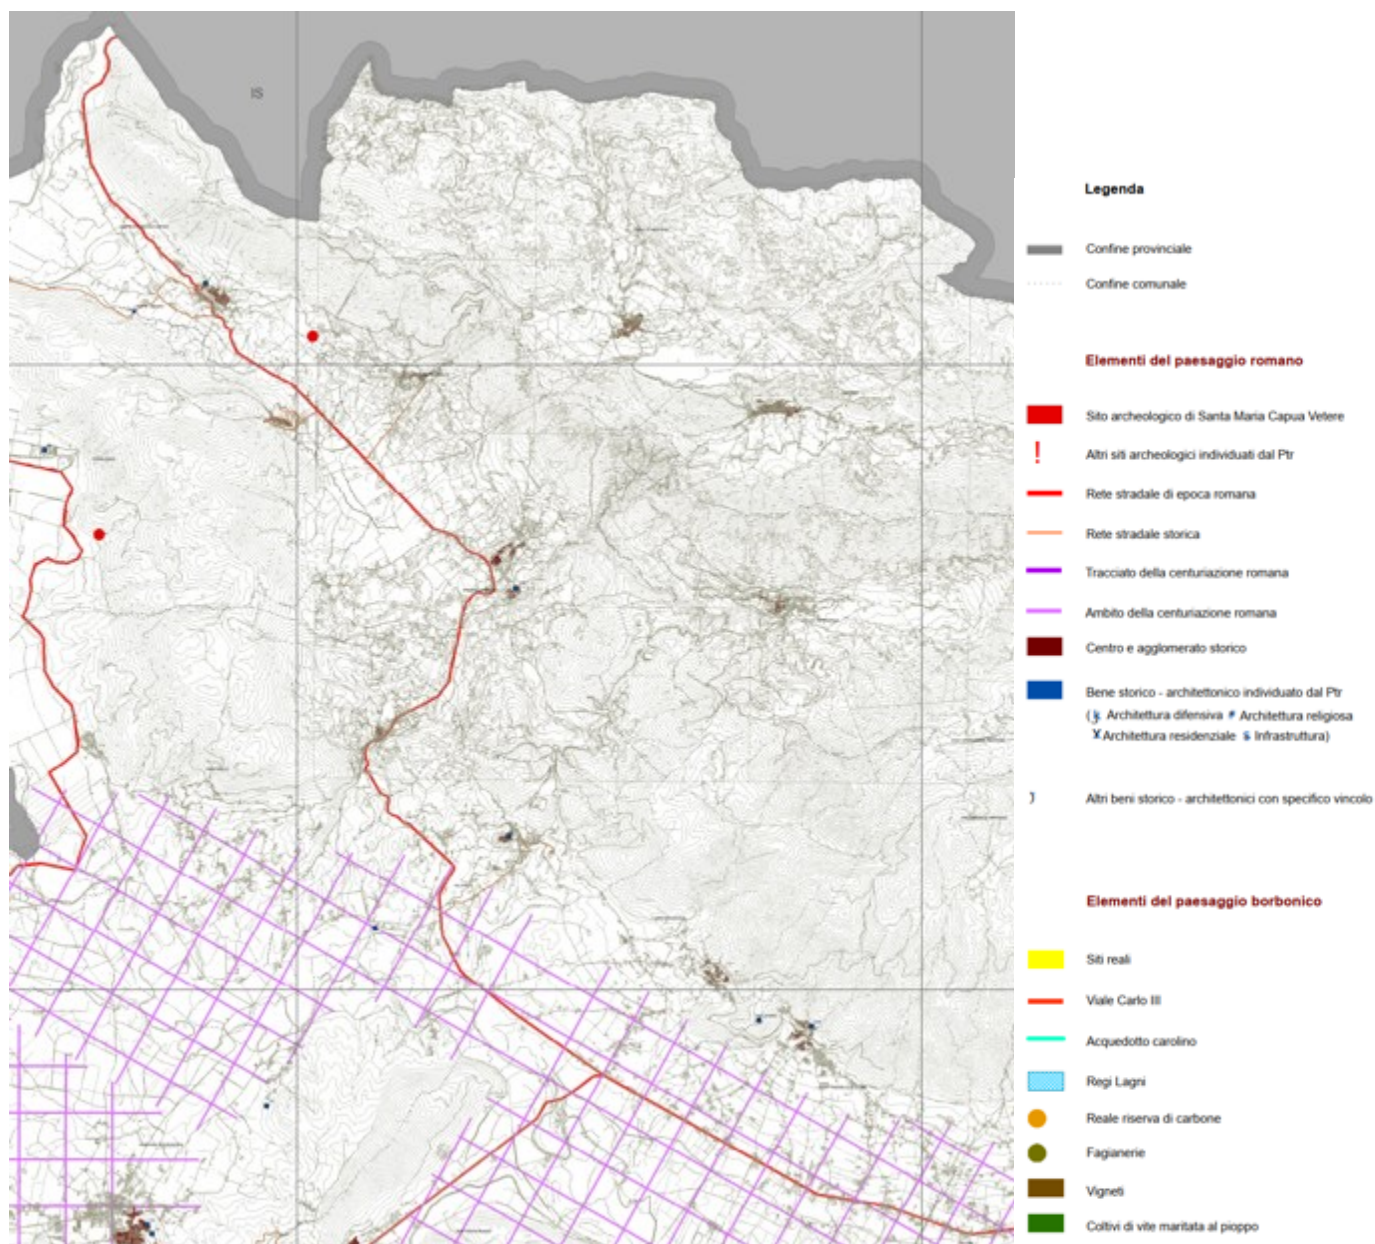 IS
Legenda
Confine provinciale
Confine comunale
Elementi del paesaggio romano
Sito archeologico di Santa Maria Capua Vetere
! Altri siti archeologici individuati dal Ptr
Rete stradale di epoca romana
Rete stradale storica
Tracciato della centuriazione romana
Ambito della centuriazione romana
Centro e agglomerato storico
Bene storico - architettonico individuato dal Ptr
( Architettura difensiva Architettura religiosa
Architettura residenziale Infrastruttura)
Altri beni storico - architettonici con specifico vincolo
Elementi del paesaggio borbonico
Siti reali
Viale Carlo III
Acquedotto carolino
Regi Lagni
Reale riserva di carbone
Fagianerie
Vigneti
Coltivi di vite maritata al pioppo